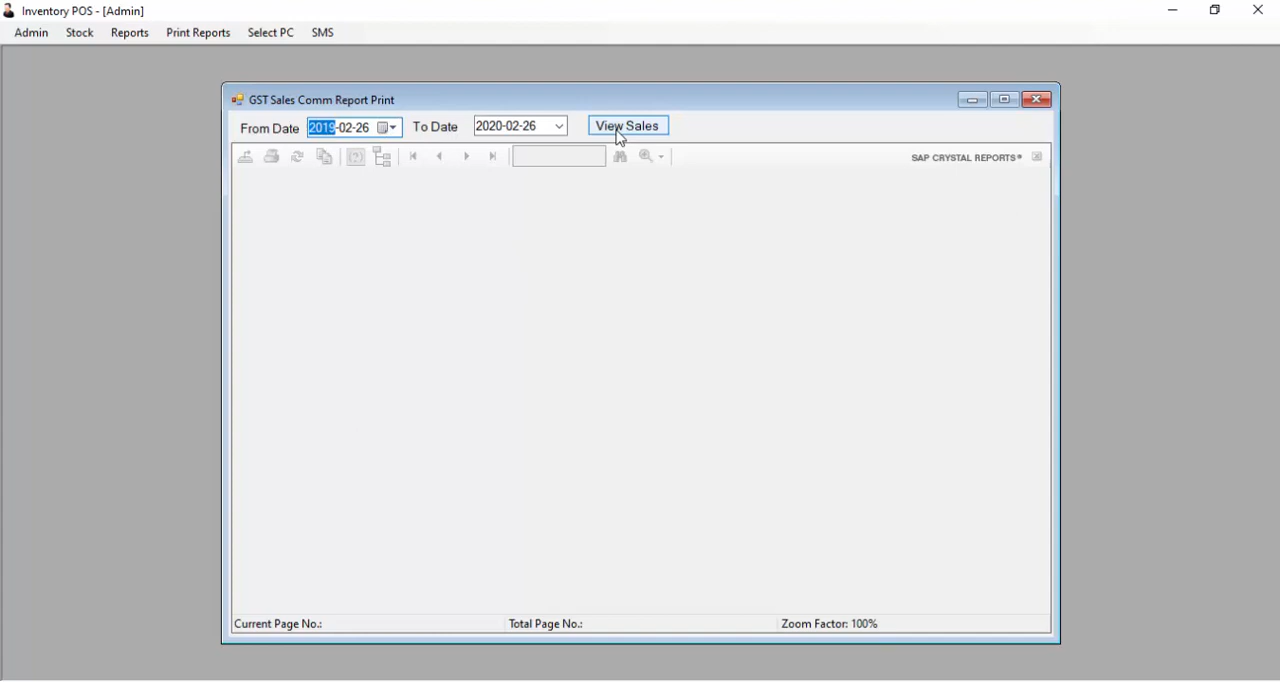 Inventory POS - [Admin]
Admin Stock Reports Print Reports Select PC SMS
GST Sales Comm Report Print
From Date 2019-02-26 To Date 2020-02-26 View Sales
SAP CRYSTAL REPORTS®
Current Page No.: Total Page No.: Zoom Factor: 100%